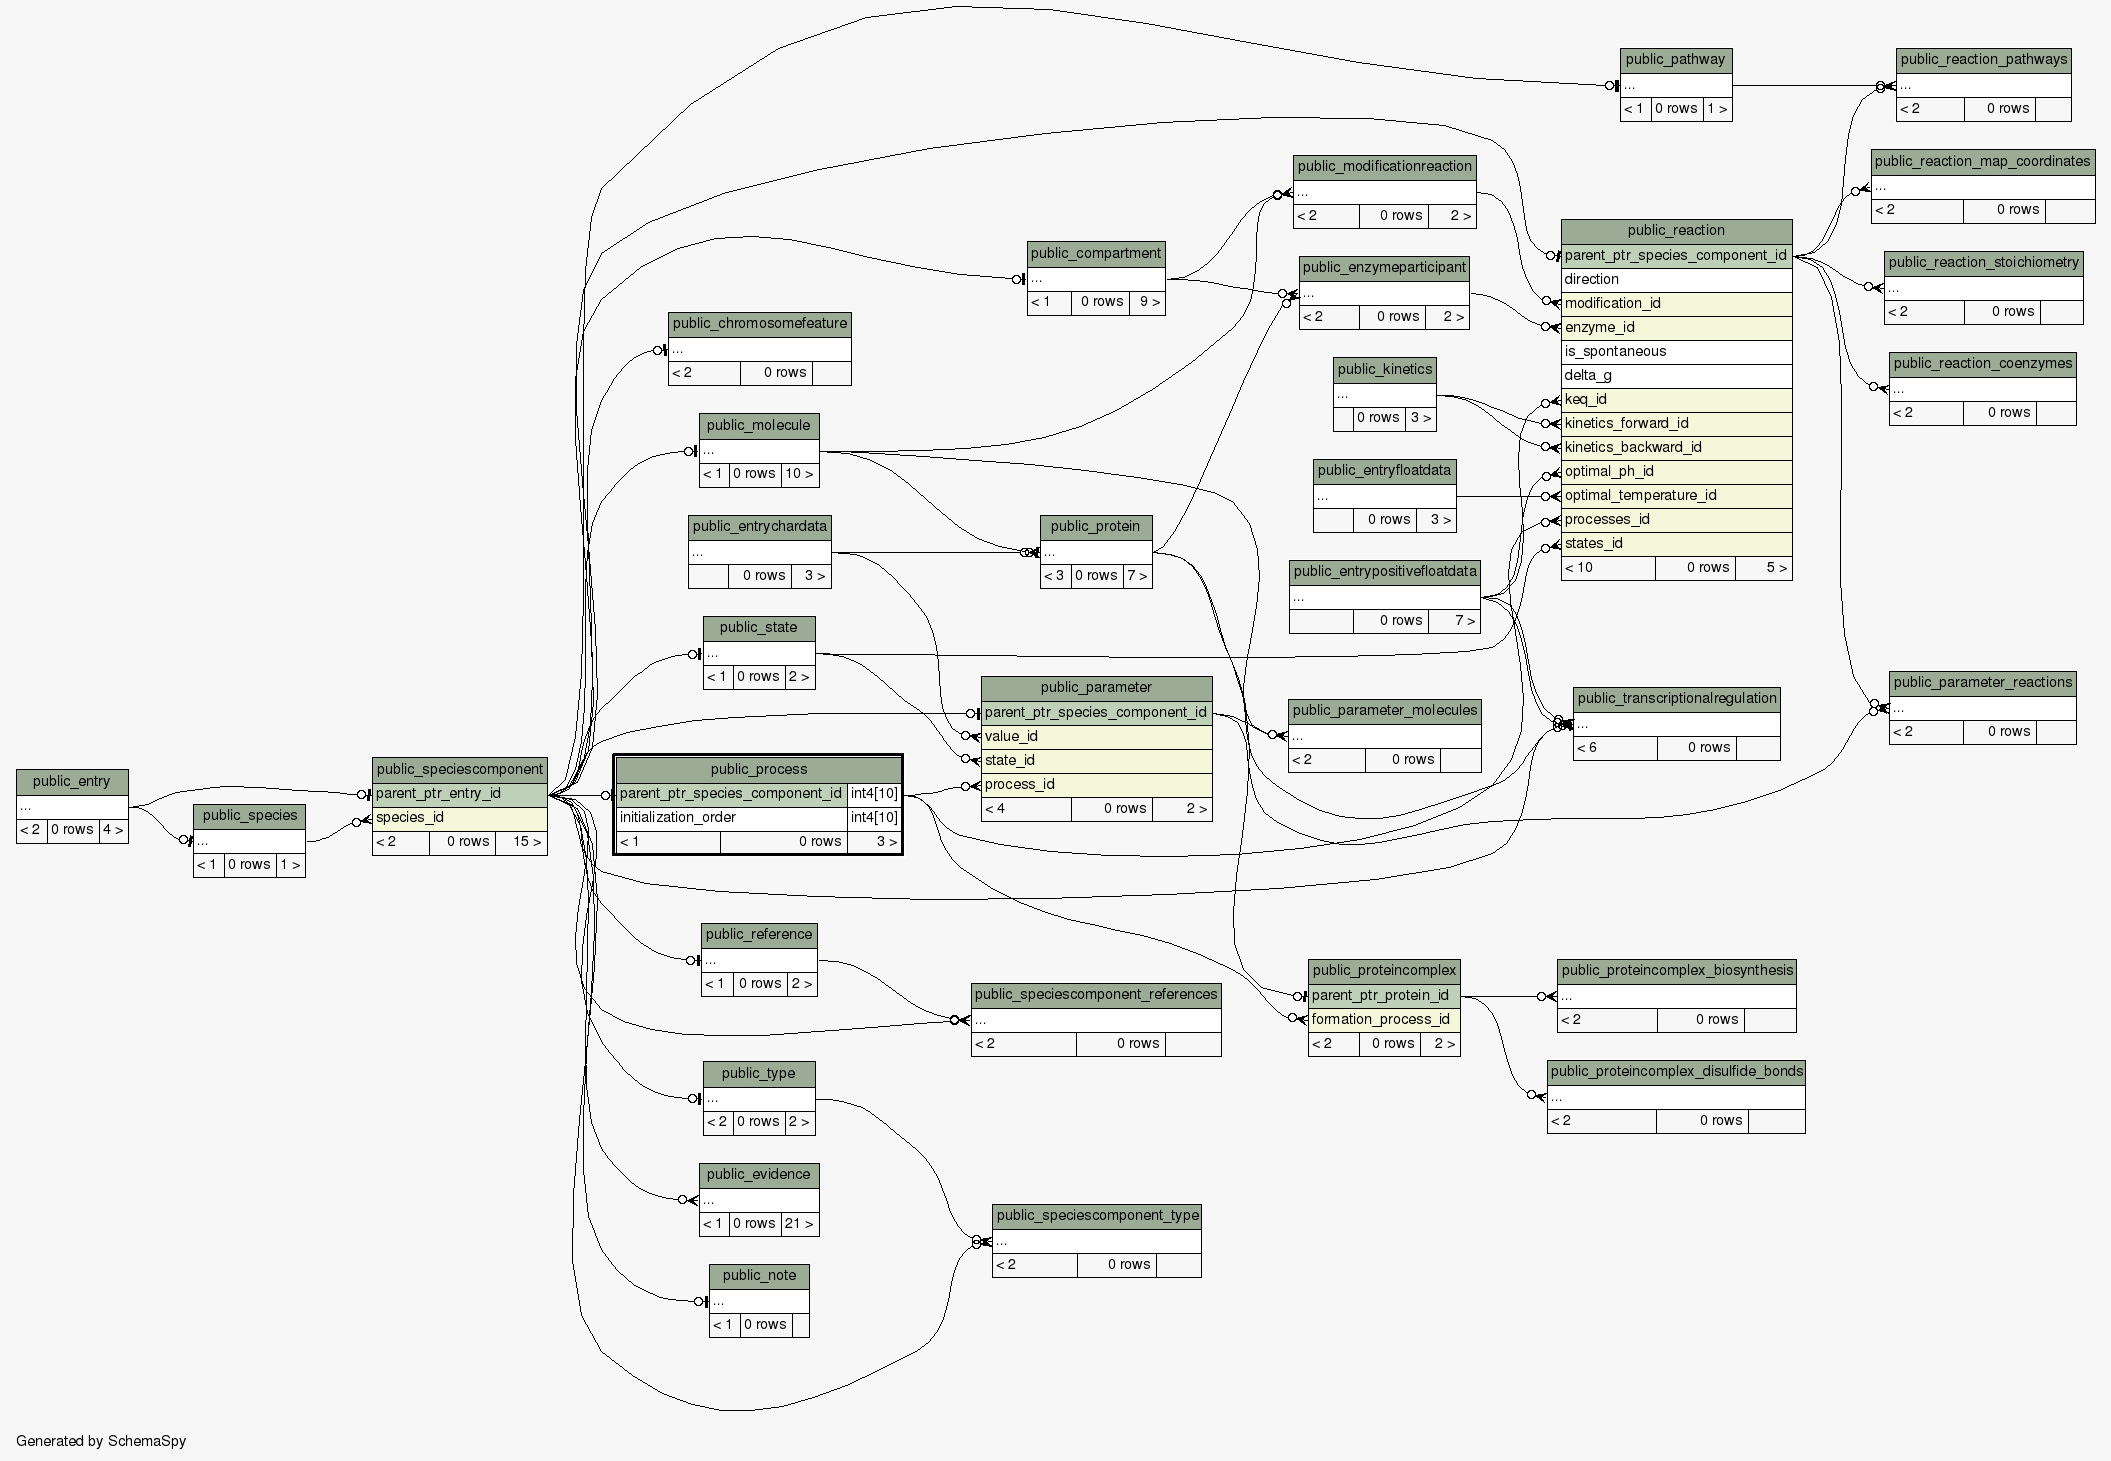 public_pathway
...
< 1 0 rows 1 >
public_reaction_pathways
...
< 2 0 rows
public_reaction_map_coordinates
...
< 2 0 rows
public_modificationreaction
...
< 2 0 rows 2 >
public_reaction
parent_ptr_species_component_id
direction
modification_id
enzyme_id
is_spontaneous
delta_g
keq_id
kinetics_forward_id
kinetics_backward_id
optimal_ph_id
optimal_temperature_id
processes_id
states_id
< 10 0 rows 5 >
public_compartment
...
< 1 0 rows 9 >
public_enzymeparticipant
...
< 2 0 rows 2 >
public_reaction_stoichiometry
...
< 2 0 rows
public_chromosomefeature
...
< 2 0 rows
public_kinetics
...
0 rows 3 >
public_reaction_coenzymes
...
< 2 0 rows
public_molecule
...
< 1 0 rows 10 >
public_entryfloatdata
...
0 rows 3 >
public_entrychardata
...
0 rows 3 >
public_protein
...
< 3 0 rows 7 >
public_entrypositivefloatdata
...
0 rows 7 >
public_state
...
< 1 0 rows 2 >
public_parameter
parent_ptr_species_component_id
value_id
state_id
process_id
< 4 0 rows 2 >
public_parameter_molecules
...
< 2 0 rows
public_transcriptionalregulation
...
< 6 0 rows
public_parameter_reactions
...
< 2 0 rows
public_entry
...
< 2 0 rows 4 >
public_species
...
< 1 0 rows 1 >
public_speciescomponent
parent_ptr_entry_id
species_id
< 2 0 rows 15 >
public_process
parent_ptr_species_component_id int4[10]
initialization_order int4[10]
< 1 0 rows 3 >
public_reference
...
< 1 0 rows 2 >
public_speciescomponent_references
...
< 2 0 rows
public_proteincomplex
parent_ptr_protein_id
formation_process_id
< 2 0 rows 2 >
public_proteincomplex_biosynthesis
...
< 2 0 rows
public_proteincomplex_disulfide_bonds
...
< 2 0 rows
public_type
...
< 2 0 rows 2 >
public_evidence
...
< 1 0 rows 21 >
public_speciescomponent_type
...
< 2 0 rows
public_note
...
< 1 0 rows
Generated by SchemaSpy